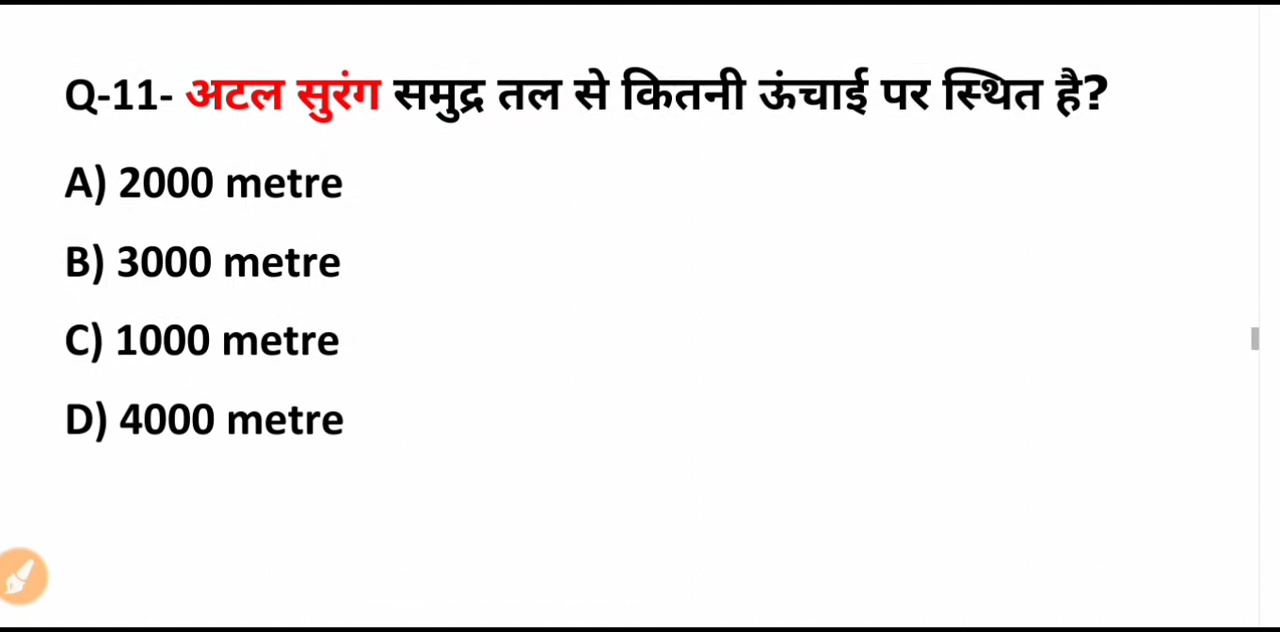 Q-11- अटल सुरंग समुद्र तल से कितनी ऊंचाई पर स्थित है?
A) 2000 metre
B) 3000 metre
C) 1000 metre
D) 4000 metre